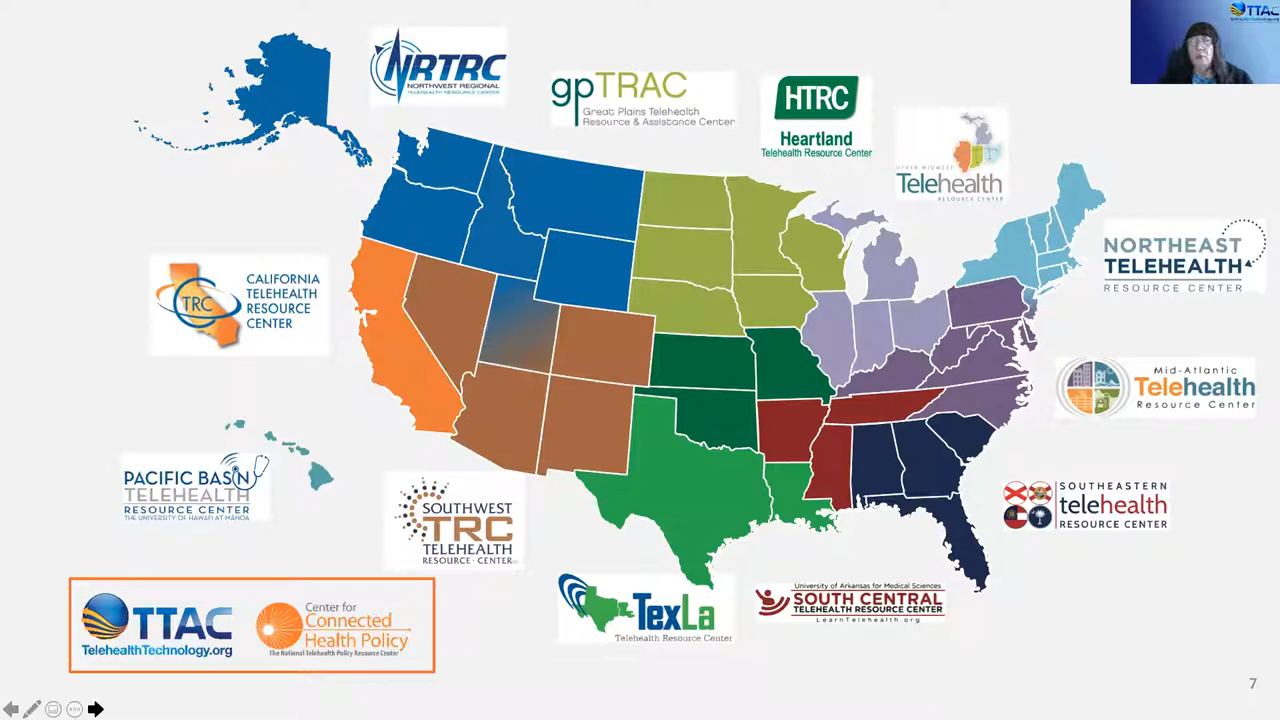 TTAC
NRTRC
NORTHWEST REGIONAL
TELEHEALTH RESOURCE CENTER
gpTRAC
Great Plains Telehealth
Resource & Assistance Center
HTRC
Heartland
Telehealth Resource Center
UPPER MIDWEST
Telehealth
RESOURCE CENTER
NORTHEAST
TELEHEALTH
RESOURCE CENTER
TRC
CALIFORNIA
TELEHEALTH
RESOURCE
CENTER
Mid-Atlantic
Telehealth
Resource Center
PACIFIC BASIN
TELEHEALTH
RESOURCE CENTER
THE UNIVERSITY OF HAWAI'I AT MĀNOA
SOUTHWEST
TRC
TELEHEALTH
RESOURCE · CENTER
SOUTHEASTERN
telehealth
RESOURCE CENTER
TexLa
Telehealth Resource Center
University of Arkansas for Medical Sciences
SOUTH CENTRAL
TELEHEALTH RESOURCE CENTER
LearnTelehealth.org
TTAC
TelehealthTechnology.org
Center for
Connected
Health Policy
The National Telehealth Policy Resource Center
7